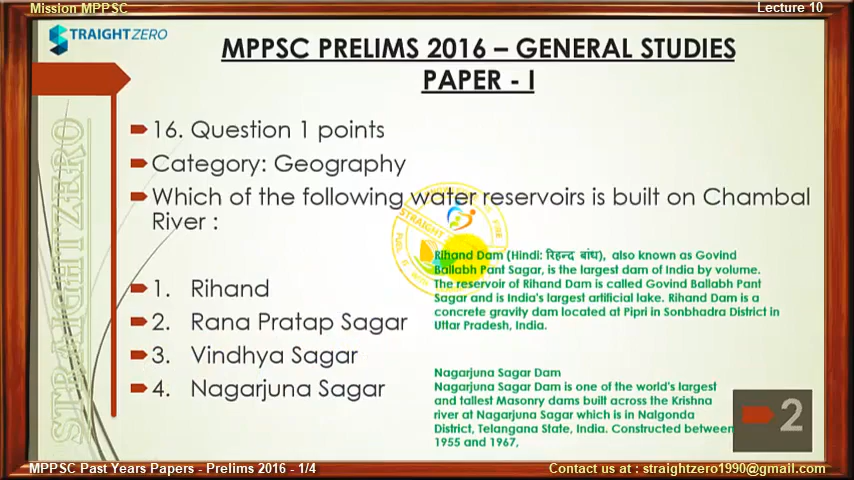 Mission MPPSC
Lecture 10
STRAIGHTZERO
MPPSC PRELIMS 2016 – GENERAL STUDIES
PAPER - I
16. Question 1 points
Category: Geography
Which of the following water reservoirs is built on Chambal
River :
1. Rihand
2. Rana Pratap Sagar
3. Vindhya Sagar
4. Nagarjuna Sagar
Rihand Dam (Hindi: रिहन्द बांध), also known as Govind
Ballabh Pant Sagar, is the largest dam of India by volume.
The reservoir of Rihand Dam is called Govind Ballabh Pant
Sagar and is India's largest artificial lake. Rihand Dam is a
concrete gravity dam located at Pipri in Sonbhadra District in
Uttar Pradesh, India.
Nagarjuna Sagar Dam
Nagarjuna Sagar Dam is one of the world's largest
and tallest Masonry dams built across the Krishna
river at Nagarjuna Sagar which is in Nalgonda
District, Telangana State, India. Constructed between
1955 and 1967,
2
STRAIGHT ZERO
STRAIGHT
MPPSC Past Years Papers - Prelims 2016 - 1/4
Contact us at : straightzero1990@gmail.com